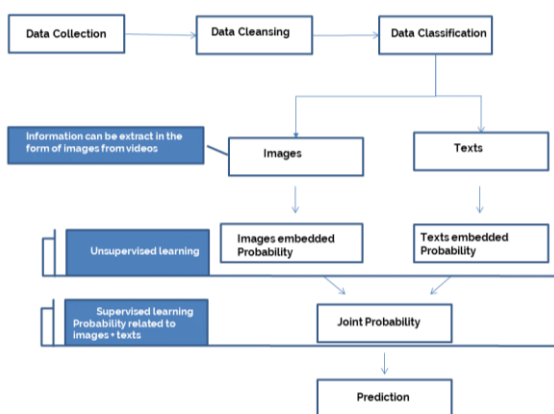 Data Collection
Data Cleansing
Data Classification
Information can be extract in the
form of images from videos
Images
Texts
Unsupervised learning
Images embedded
Probability
Texts embedded
Probability
Supervised learning
Probability related to
images + texts
Joint Probability
Prediction